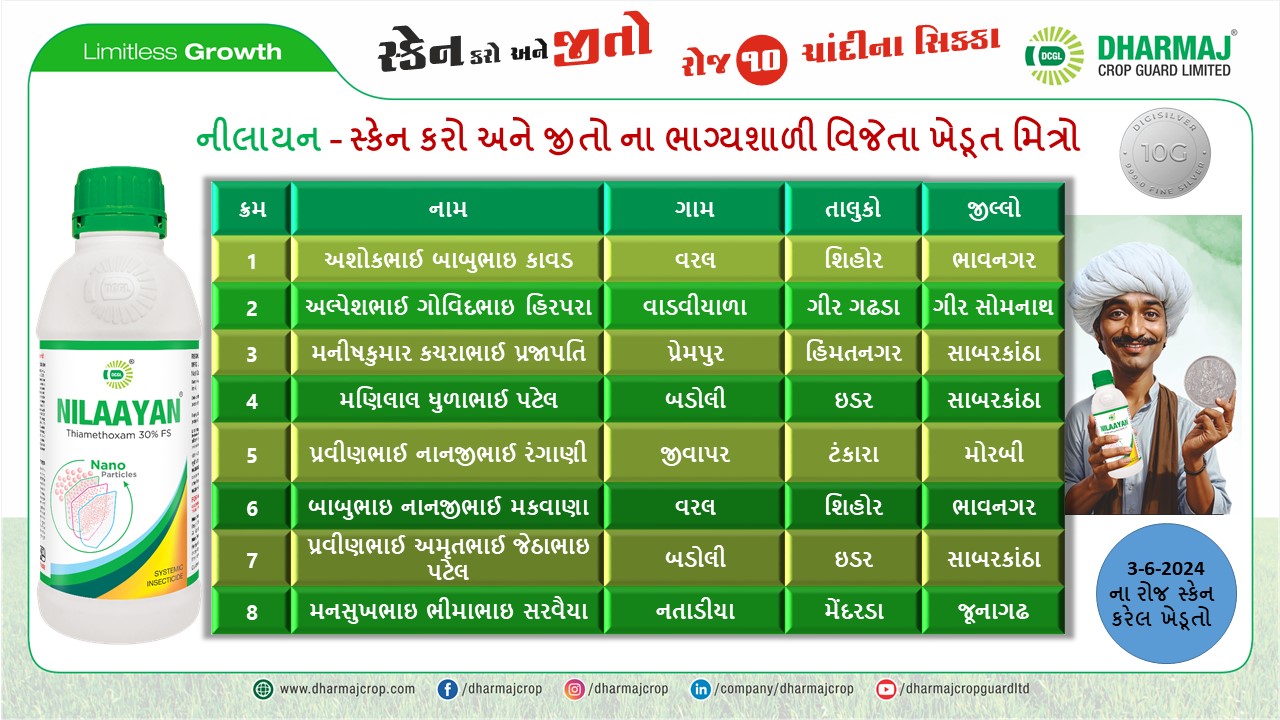 Limitless Growth
સ્કેન કરો અને જીતો રોજ ૧૦ ચાંદીના સિક્કા
DCGL DHARMAJ®
CROP GUARD LIMITED
નીલાયન - સ્કેન કરો અને જીતો ના ભાગ્યશાળી વિજેતા ખેડૂત મિત્રો
DIGISILVER
10G
999.0 FINE SILVER
ક્રમ નામ ગામ તાલુકો જીલ્લો
1 અશોકભાઈ બાબુભાઇ કાવડ વરલ શિહોર ભાવનગર
2 અલ્પેશભાઈ ગોવિંદભાઇ હિરપરા વાડવીયાળા ગીર ગઢડા ગીર સોમનાથ
3 મનીષકુમાર કચરાભાઈ પ્રજાપતિ પ્રેમપુર હિંમતનગર સાબરકાંઠા
4 મણિલાલ ધુળાભાઈ પટેલ બડોલી ઇડર સાબરકાંઠા
5 પ્રવીણભાઈ નાનજીભાઈ રંગાણી જીવાપર ટંકારા મોરબી
6 બાબુભાઇ નાનજીભાઈ મકવાણા વરલ શિહોર ભાવનગર
7 પ્રવીણભાઈ અમૃતભાઈ જેઠાભાઇ
પટેલ બડોલી ઇડર સાબરકાંઠા
8 મનસુખભાઇ ભીમાભાઇ સરવૈયા નતાડીયા મેંદરડા જૂનાગઢ
DCGL
NILAAYAN®
Thiamethoxam 30% FS
Nano
Particles
SYSTEMIC
INSECTICIDE
NILAAYAN
3-6-2024
ના રોજ સ્કેન
કરેલ ખેડૂતો
www.dharmajcrop.com /dharmajcrop /dharmajcrop /company/dharmajcrop /dharmajcropguardltd